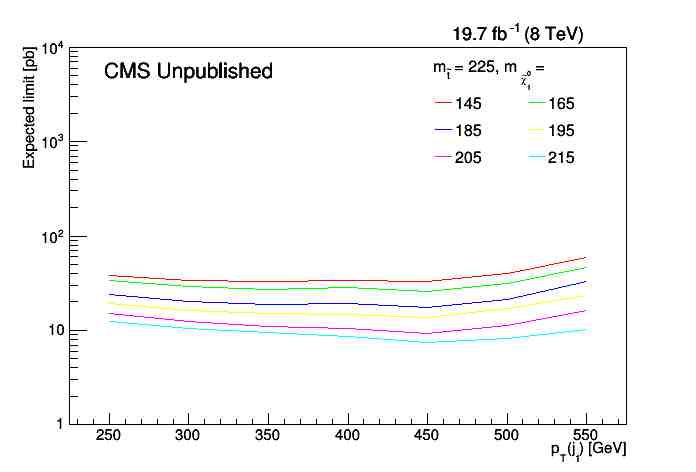 19.7 fb⁻¹ (8 TeV)
10⁴
CMS Unpublished
m_t̃ = 225, m_χ̃⁰₁ =
145 165
185 195
205 215
Expected limit [pb]
10³
10²
10
1
250 300 350 400 450 500 550
p_T(j_1) [GeV]